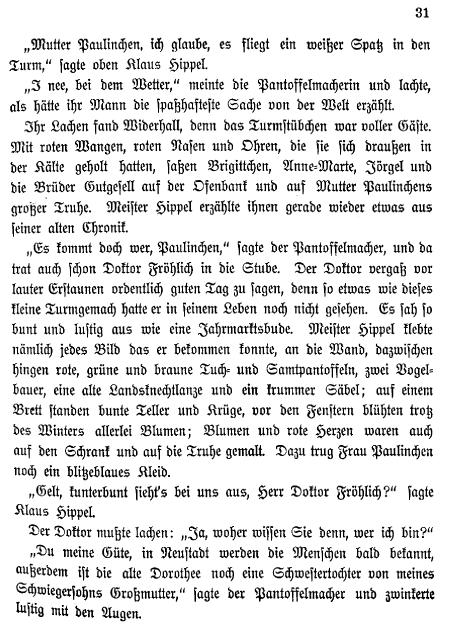 31
„Mutter Paulinchen, ich glaube, es fliegt ein weißer Spatz in den
Turm,“ sagte oben Klaus Hippel.
„I nee, bei dem Wetter,“ meinte die Pantoffelmacherin und lachte,
als hätte ihr Mann die spaßhafteste Sache von der Welt erzählt.
Ihr Lachen fand Widerhall, denn das Turmstübchen war voller Gäste.
Mit roten Wangen, roten Nasen und Ohren, die sie sich draußen in
der Kälte geholt hatten, saßen Brigittchen, Anne-Marte, Jörgel und
die Brüder Gutgesell auf der Ofenbank und auf Mutter Paulinchens
großer Truhe. Meister Hippel erzählte ihnen gerade wieder etwas aus
seiner alten Chronik.
„Es kommt doch wer, Paulinchen,“ sagte der Pantoffelmacher, und da
trat auch schon Doktor Fröhlich in die Stube. Der Doktor vergaß vor
lauter Erstaunen ordentlich guten Tag zu sagen, denn so etwas wie dieses
kleine Turmgemach hatte er in seinem Leben noch nicht gesehen. Es sah so
bunt und lustig aus wie eine Jahrmarktsbude. Meister Hippel klebte
nämlich jedes Bild das er bekommen konnte, an die Wand, dazwischen
hingen rote, grüne und braune Tuch- und Samtpantoffeln, zwei Vogel-
bauer, eine alte Landsknechtlanze und ein krummer Säbel; auf einem
Brett standen bunte Teller und Krüge, vor den Fenstern blühten trotz
des Winters allerlei Blumen; Blumen und rote Herzen waren auch
auf den Schrank und auf die Truhe gemalt. Dazu trug Frau Paulinchen
noch ein blitzeblaues Kleid.
„Gelt, kunterbunt sieht's bei uns aus, Herr Doktor Fröhlich?“ sagte
Klaus Hippel.
Der Doktor mußte lachen: „Ja, woher wissen Sie denn, wer ich bin?“
„Du meine Güte, in Neustadt werden die Menschen bald bekannt,
außerdem ist die alte Dorothee noch eine Schwestertochter von meines
Schwiegersohns Großmutter,“ sagte der Pantoffelmacher und zwinkerte
lustig mit den Augen.